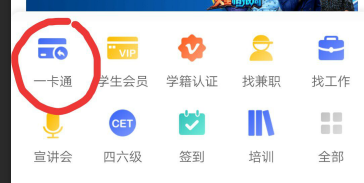 一卡通 学生会员 学籍认证 找兼职 找工作
VIP
CET
宣讲会 四六级 签到 培训 全部